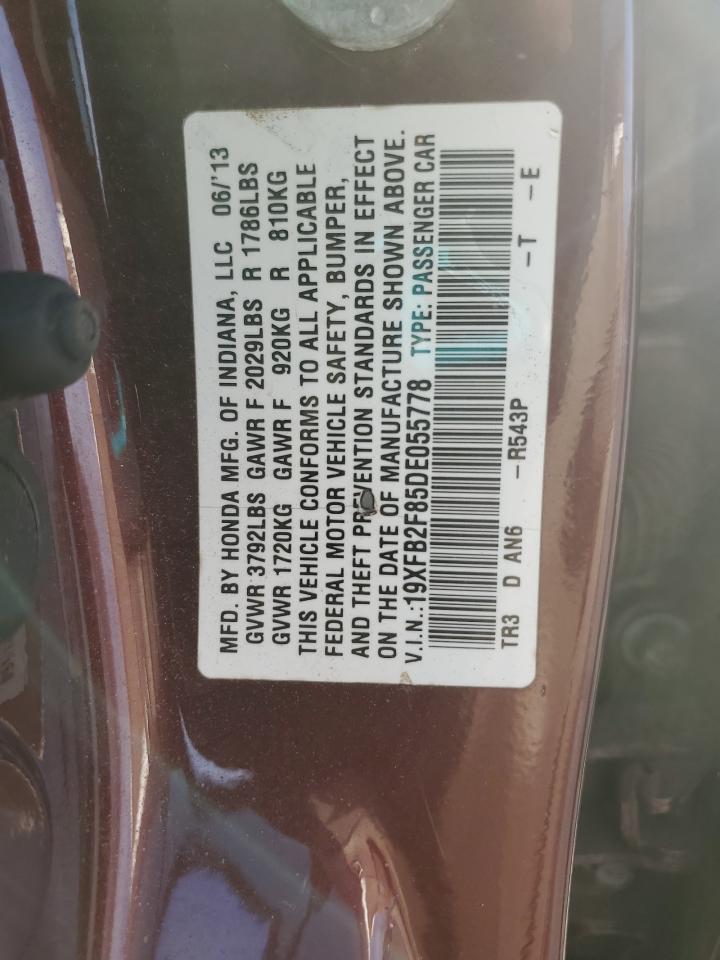 MFD. BY HONDA MFG. OF INDIANA, LLC 06/'13
GVWR 3792LBS GAWR F 2029LBS R 1786LBS
GVWR 1720KG GAWR F 920KG R 810KG
THIS VEHICLE CONFORMS TO ALL APPLICABLE
FEDERAL MOTOR VEHICLE SAFETY, BUMPER,
AND THEFT PREVENTION STANDARDS IN EFFECT
ON THE DATE OF MANUFACTURE SHOWN ABOVE.
V.I.N.:19XFB2F85DE055778 TYPE: PASSENGER CAR
TR3 D AN6 -R543P -T -E